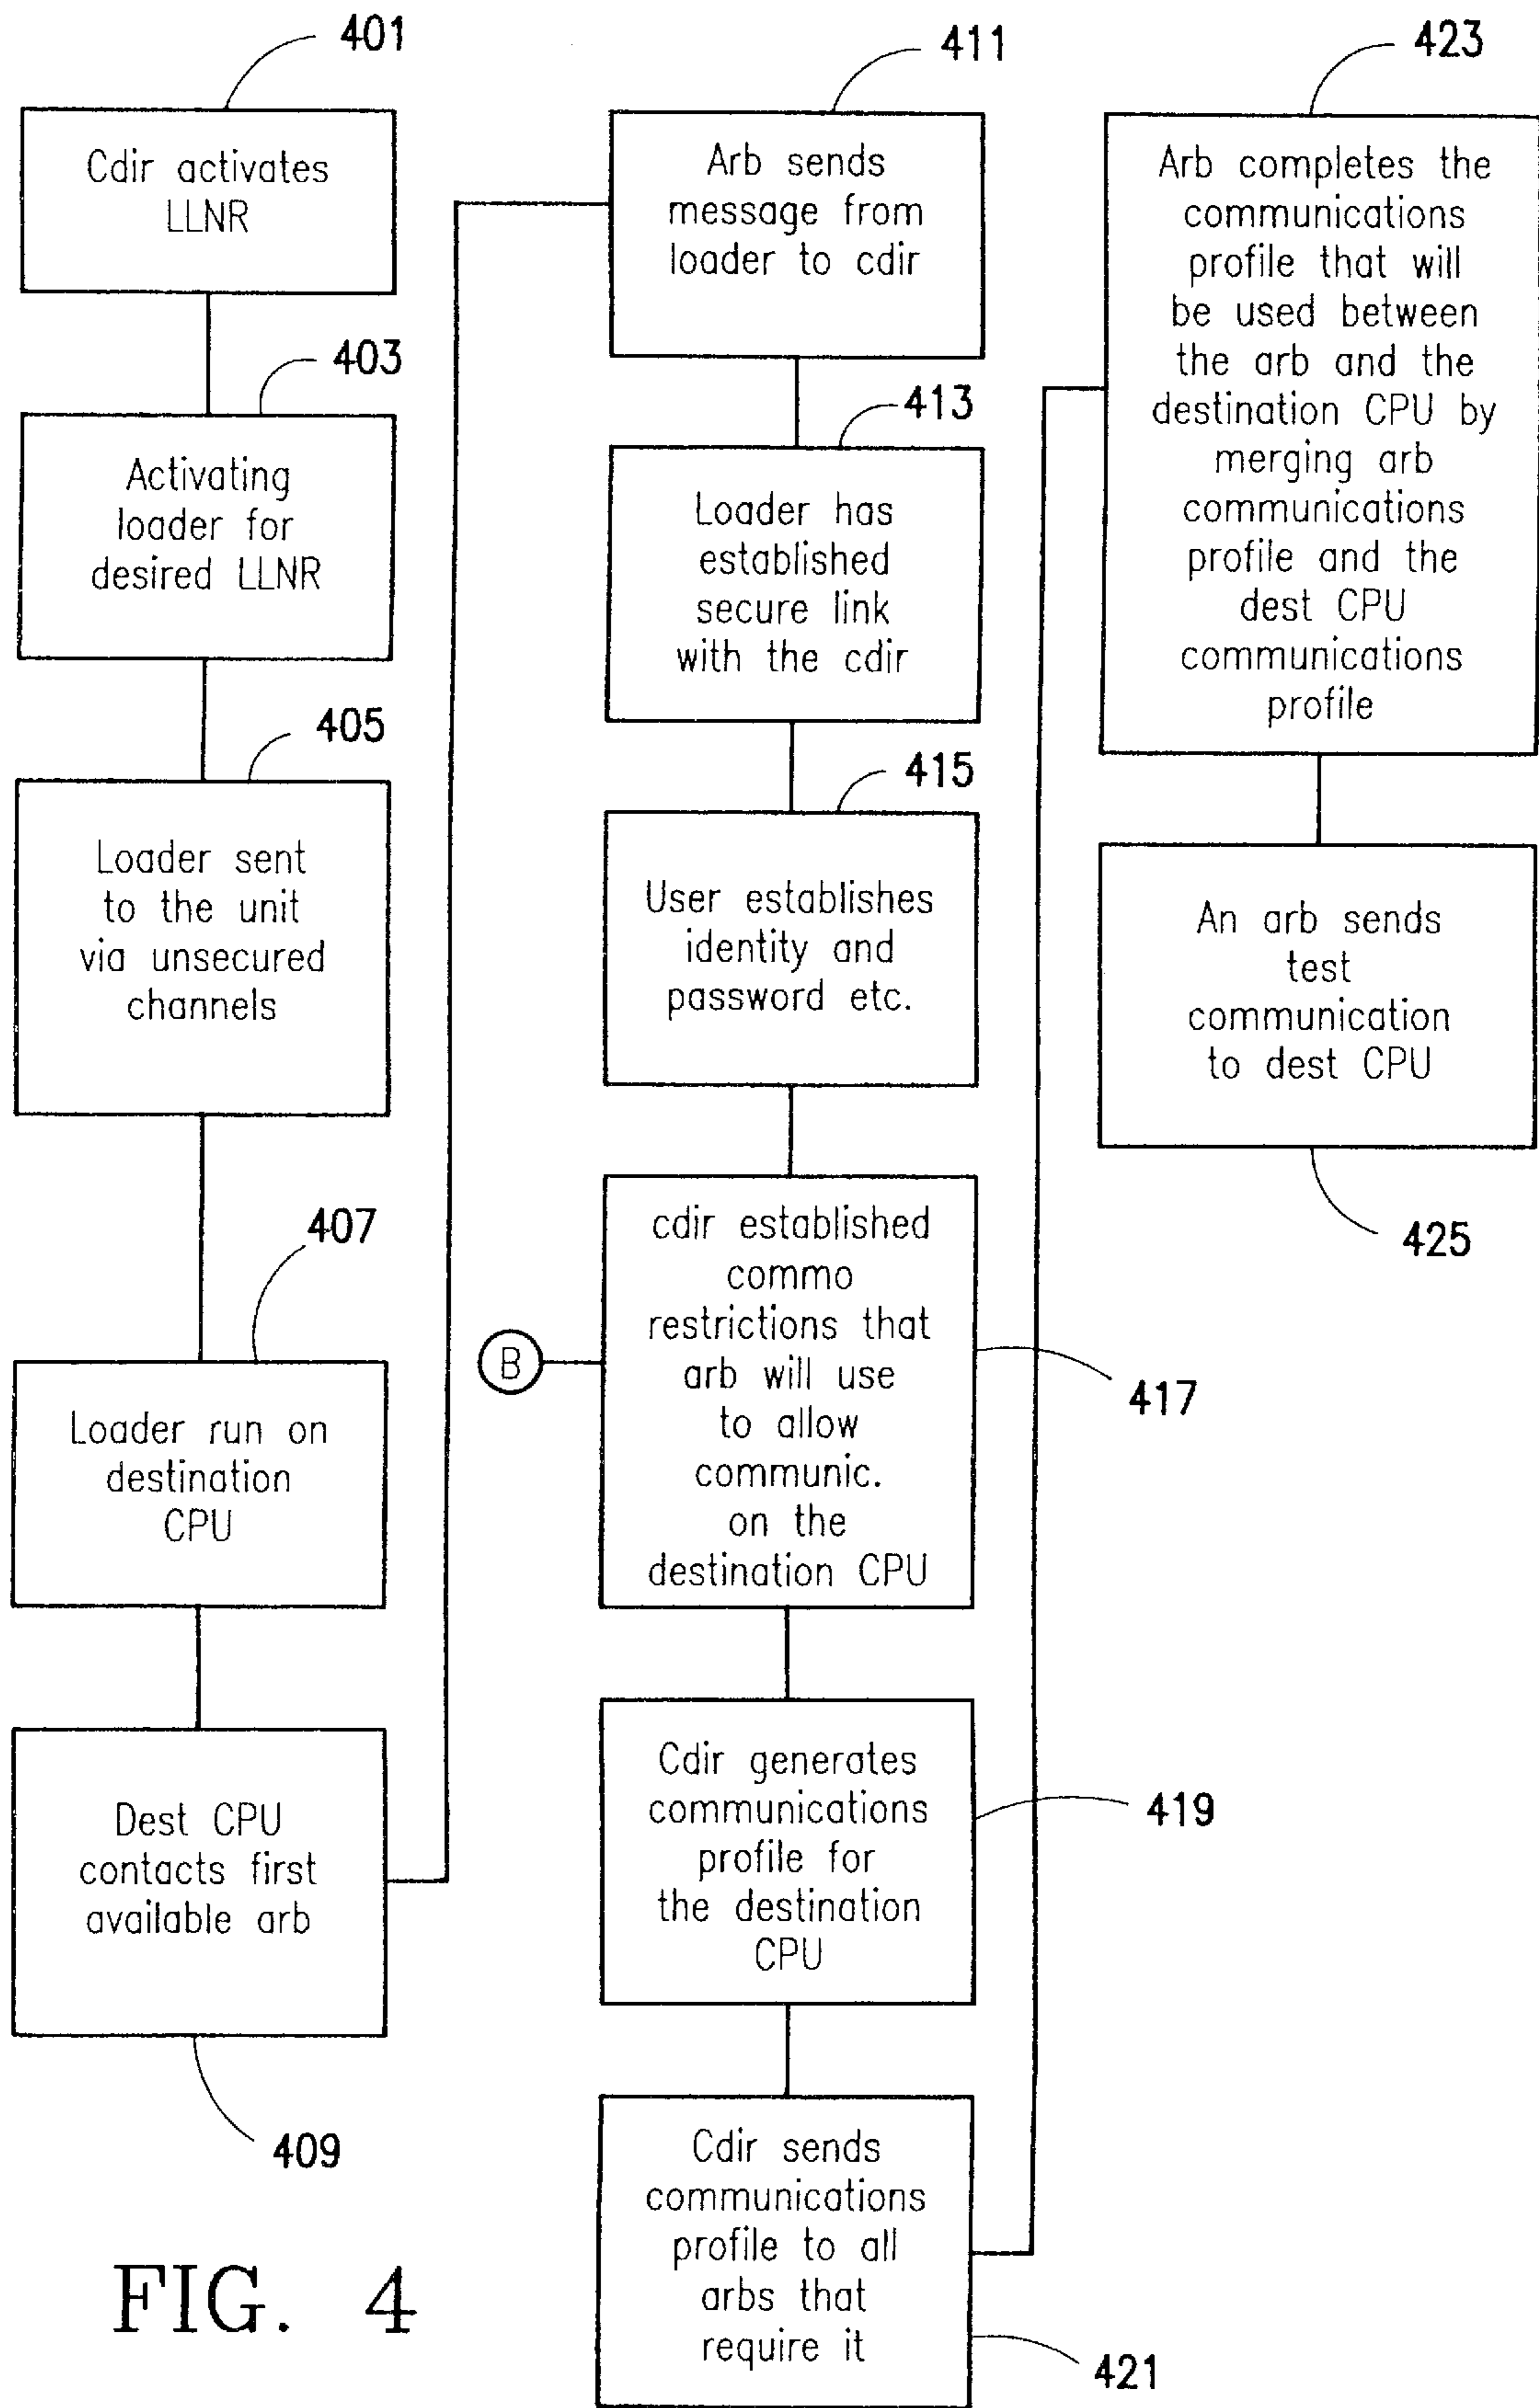 401
Cdir activates
LLNR
403
Activating
loader for
desired LLNR
405
Loader sent
to the unit
via unsecured
channels
407
Loader run on
destination
CPU
Dest CPU
contacts first
available arb
409
411
Arb sends
message from
loader to cdir
413
Loader has
established
secure link
with the cdir
415
User establishes
identity and
password etc.
B
cdir established
commo
restrictions that
arb will use
to allow
communic.
on the
destination CPU
417
Cdir generates
communications
profile for
the destination
CPU
419
Cdir sends
communications
profile to all
arbs that
require it
421
423
Arb completes the
communications
profile that will
be used between
the arb and the
destination CPU by
merging arb
communications
profile and the
dest CPU
communications
profile
An arb sends
test
communication
to dest CPU
425
FIG. 4